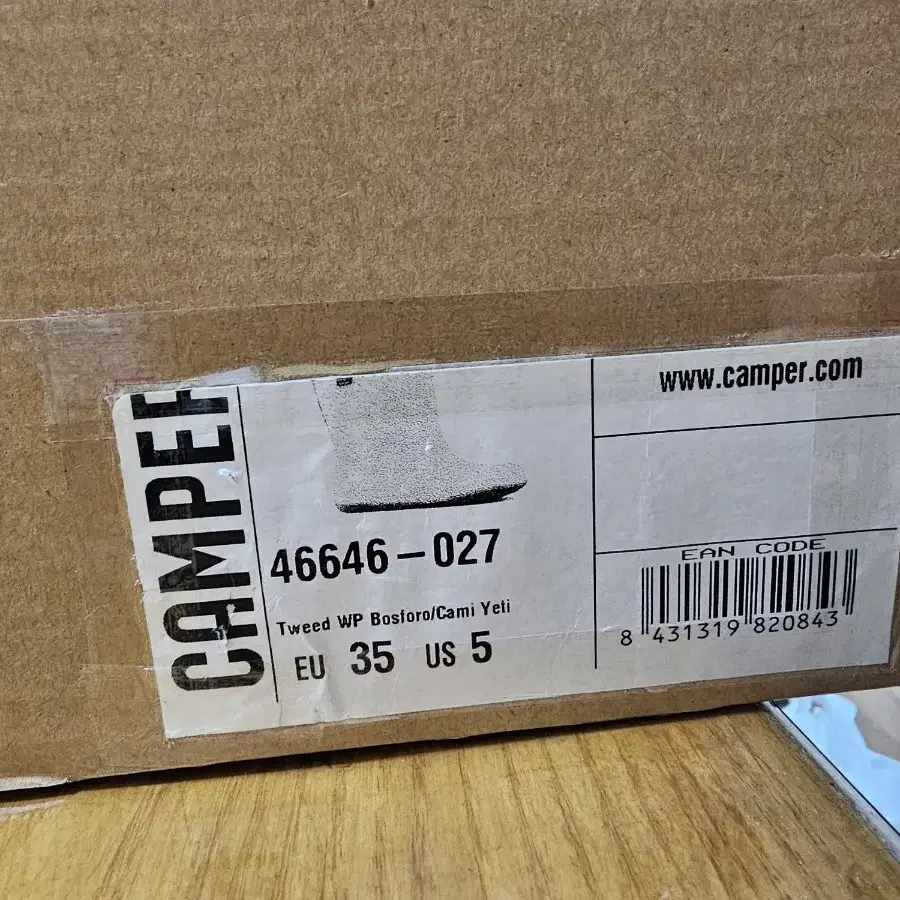 CAMPER
46646-027
Tweed WP Bosforo/Cami Yeti
EU 35 US 5
www.camper.com
EAN CODE
8 431319 820843